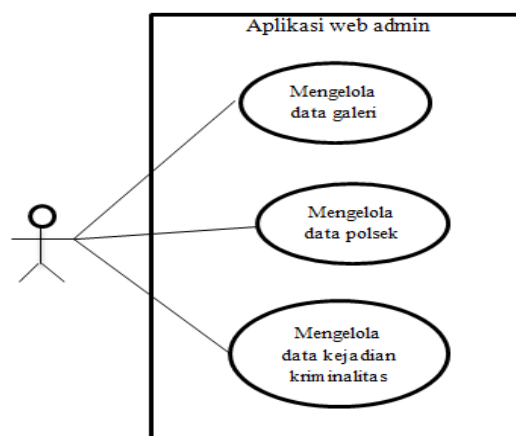 Aplikasi web admin
Mengelola
data galeri
Mengelola
data polsek
Mengelola
data kejadian
kriminalitas